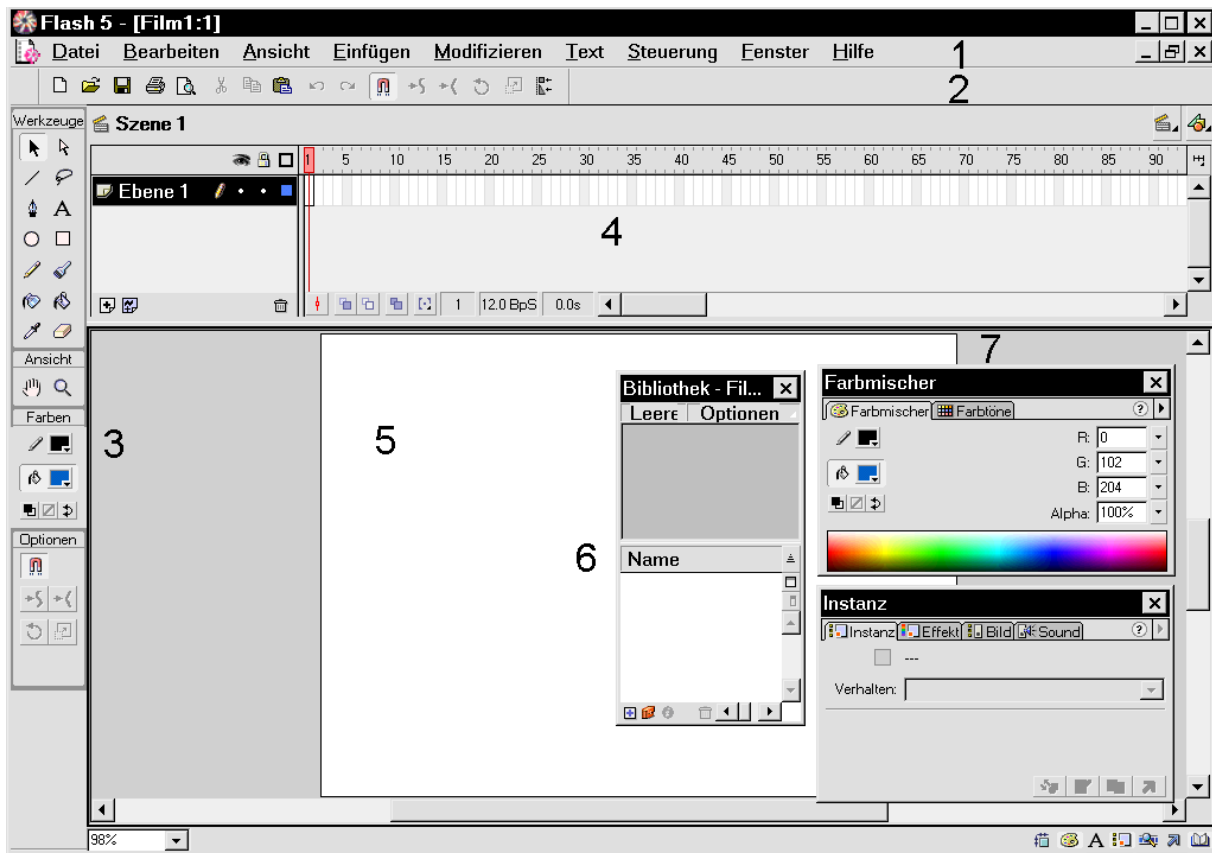 Flash 5 - [Film1:1]
Datei Bearbeiten Ansicht Einfügen Modifizieren Text Steuerung Fenster Hilfe 1
2
Werkzeuge
Szene 1
1 5 10 15 20 25 30 35 40 45 50 55 60 65 70 75 80 85 90
Ebene 1
4
1 12.0 BpS 0.0s
Ansicht
Farben
Optionen
3
5
6
7
Bibliothek - Fil...
Leere Optionen
Name
Farbmischer
Farbmischer Farbtöne ?
R: 0
G: 102
B: 204
Alpha: 100%
Instanz
Instanz Effekt Bild Sound ?
---
Verhalten:
98%
A